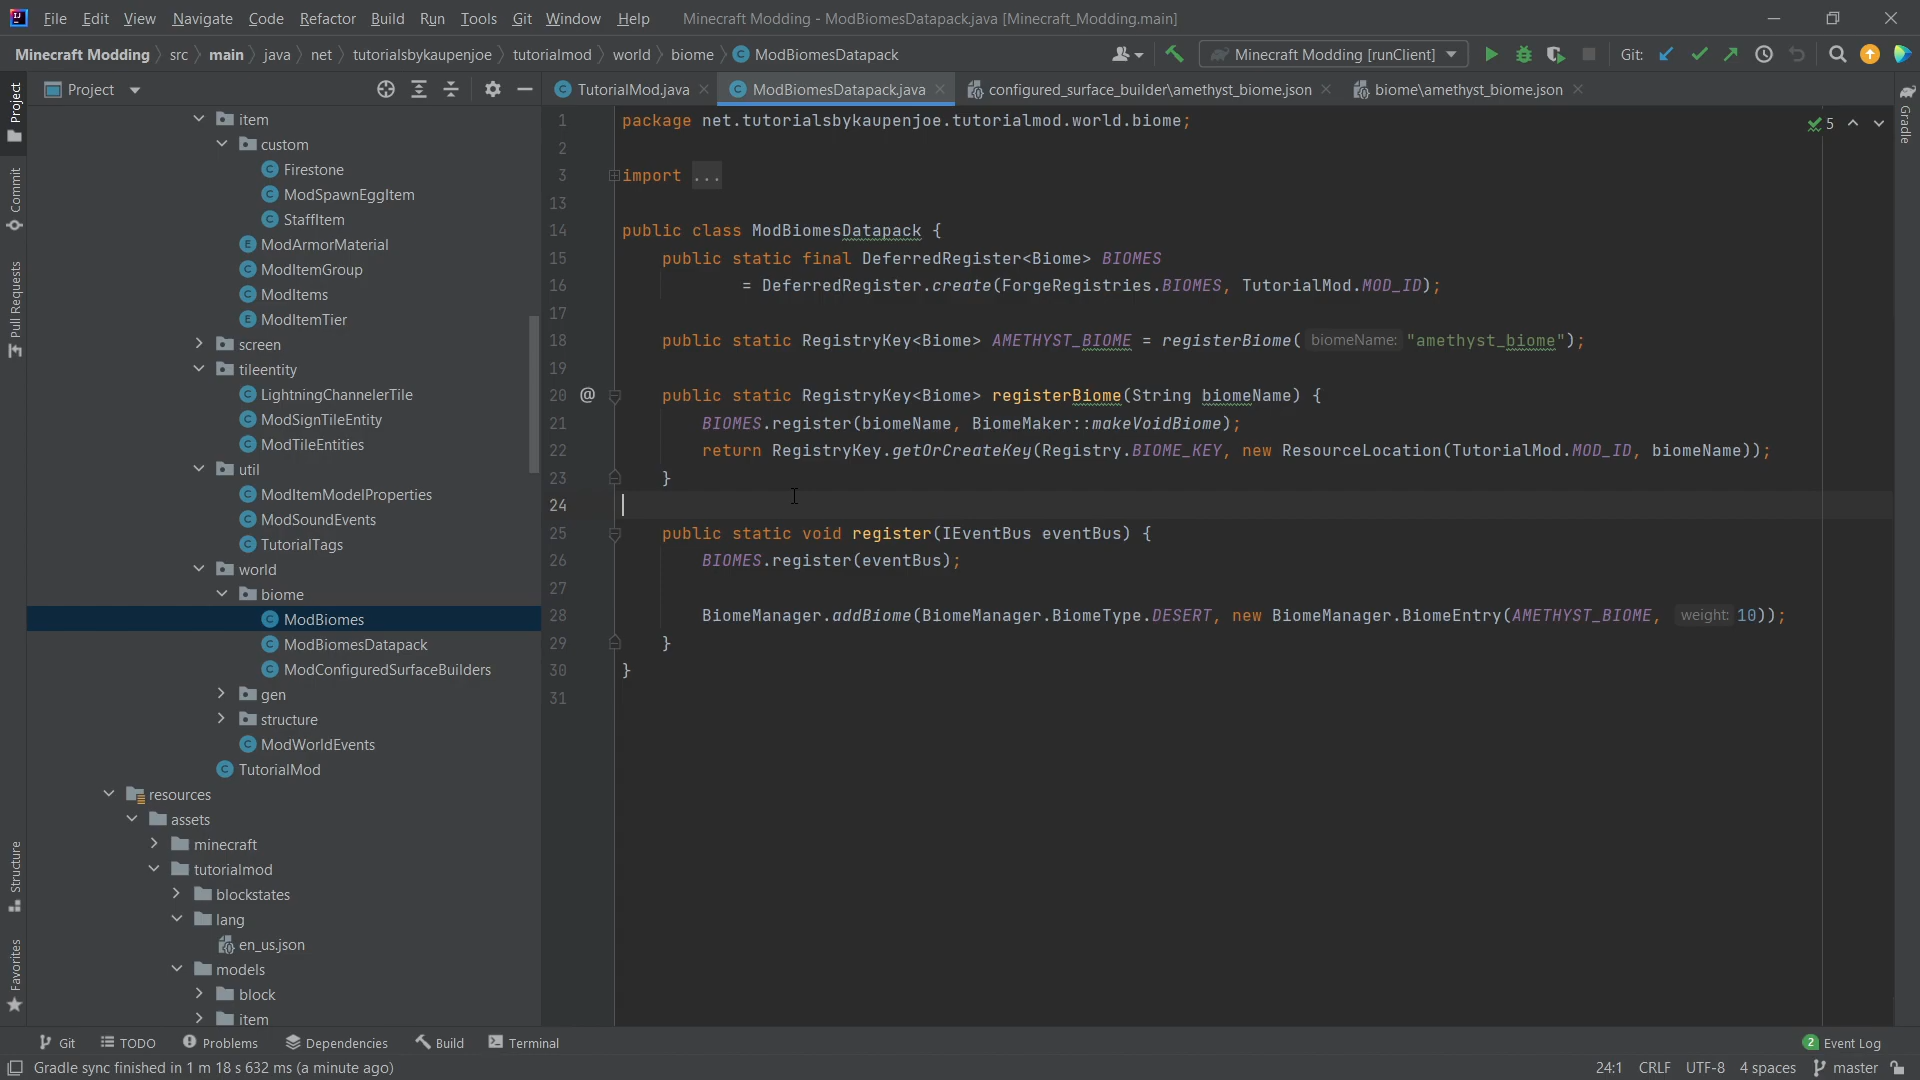 File Edit View Navigate Code Refactor Build Run Tools Git Window Help Minecraft Modding - ModBiomesDatapack.java [Minecraft_Modding.main]
Minecraft Modding src main java net tutorialsbykaupenjoe tutorialmod world biome ModBiomesDatapack Minecraft Modding [runClient] Git:
Project TutorialMod.java ModBiomesDatapack.java configured_surface_builder\amethyst_biome.json biome\amethyst_biome.json
Project
Commit
Pull Requests
Structure
Favorites
item
custom
Firestone
ModSpawnEggItem
StaffItem
ModArmorMaterial
ModItemGroup
ModItems
ModItemTier
screen
tileentity
LightningChannelerTile
ModSignTileEntity
ModTileEntities
util
ModItemModelProperties
ModSoundEvents
TutorialTags
world
biome
ModBiomes
ModBiomesDatapack
ModConfiguredSurfaceBuilders
gen
structure
ModWorldEvents
TutorialMod
resources
assets
minecraft
tutorialmod
blockstates
lang
en_us.json
models
block
item
1 package net.tutorialsbykaupenjoe.tutorialmod.world.biome;
2
3 import ...
13
14 public class ModBiomesDatapack {
15 public static final DeferredRegister<Biome> BIOMES
16 = DeferredRegister.create(ForgeRegistries.BIOMES, TutorialMod.MOD_ID);
17
18 public static RegistryKey<Biome> AMETHYST_BIOME = registerBiome( biomeName: "amethyst_biome");
19
20 @ public static RegistryKey<Biome> registerBiome(String biomeName) {
21 BIOMES.register(biomeName, BiomeMaker::makeVoidBiome);
22 return RegistryKey.getOrCreateKey(Registry.BIOME_KEY, new ResourceLocation(TutorialMod.MOD_ID, biomeName));
23 }
24
25 public static void register(IEventBus eventBus) {
26 BIOMES.register(eventBus);
27
28 BiomeManager.addBiome(BiomeManager.BiomeType.DESERT, new BiomeManager.BiomeEntry(AMETHYST_BIOME, weight: 10));
29 }
30 }
31
5
Gradle
Git TODO Problems Dependencies Build Terminal 2 Event Log
Gradle sync finished in 1 m 18 s 632 ms (a minute ago) 24:1 CRLF UTF-8 4 spaces master